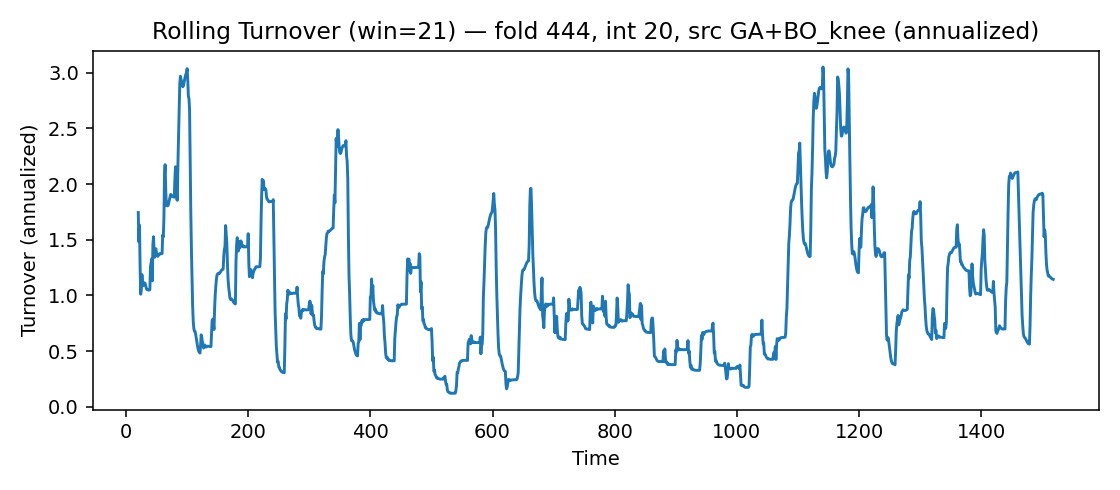 Rolling Turnover (win=21) — fold 444, int 20, src GA+BO_knee (annualized)
Turnover (annualized)
3.0
2.5
2.0
1.5
1.0
0.5
0.0
0 200 400 600 800 1000 1200 1400
Time